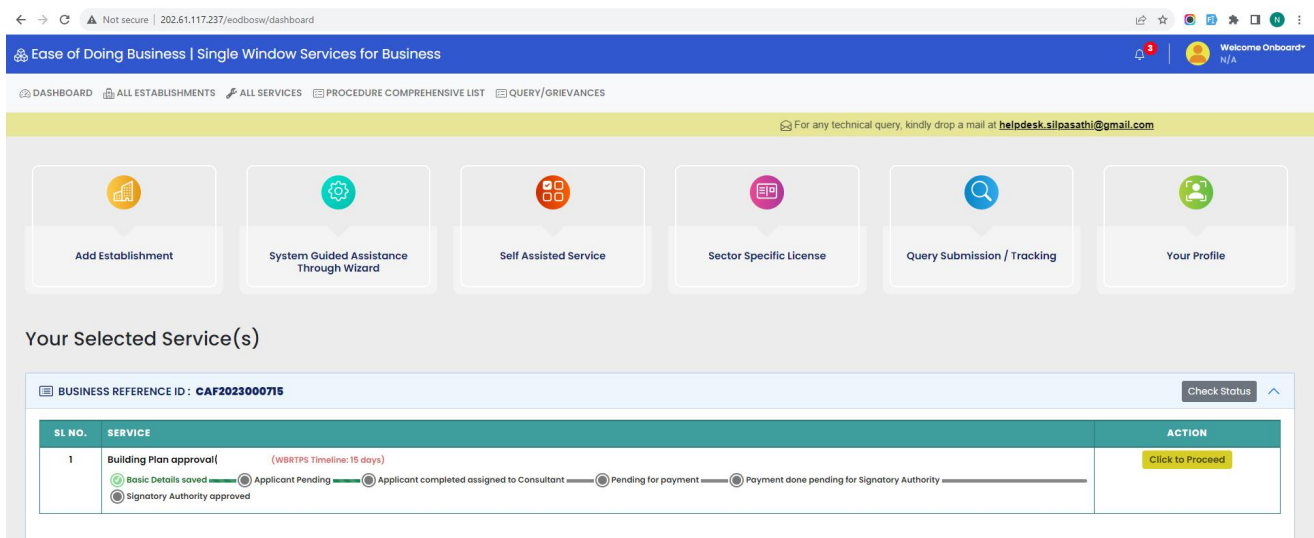 Not secure | 202.61.117.237/eodbosw/dashboard
N
Ease of Doing Business | Single Window Services for Business
3
Welcome Onboard
N/A
DASHBOARD ALL ESTABLISHMENTS ALL SERVICES PROCEDURE COMPREHENSIVE LIST QUERY/GRIEVANCES
For any technical query, kindly drop a mail at helpdesk.silpasathi@gmail.com
Add Establishment
System Guided Assistance
Through Wizard
Self Assisted Service
Sector Specific License
Query Submission / Tracking
Your Profile
Your Selected Service(s)
BUSINESS REFERENCE ID : CAF2023000715
Check Status
SL NO. SERVICE ACTION
1 Building Plan approval( (WBRTPS Timeline: 15 days) Click to Proceed
Basic Details saved Applicant Pending Applicant completed assigned to Consultant Pending for payment Payment done pending for Signatory Authority
Signatory Authority approved